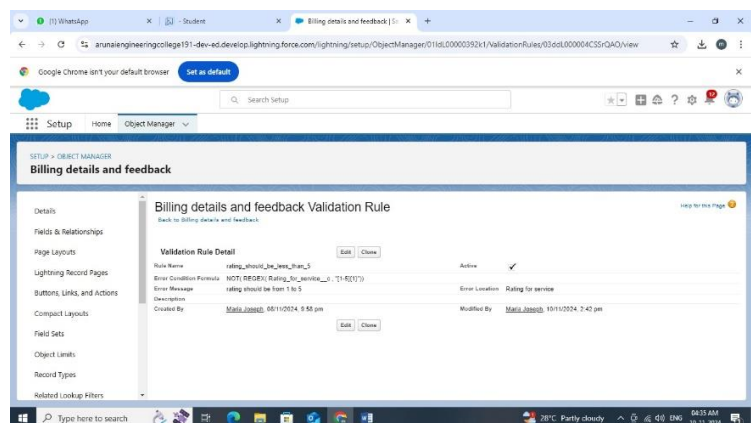 (1) WhatsApp
- Student
Billing details and feedback | Se
arunaiengineeringcollege191-dev-ed.develop.lightning.force.com/lightning/setup/ObjectManager/01IdL00000392k1/ValidationRules/03ddL000004CSSrQAO/view
Google Chrome isn't your default browser
Set as default
Search Setup
Setup
Home
Object Manager
SETUP > OBJECT MANAGER
Billing details and feedback
Details
Fields & Relationships
Page Layouts
Lightning Record Pages
Buttons, Links, and Actions
Compact Layouts
Field Sets
Object Limits
Record Types
Related Lookup Filters
Billing details and feedback Validation Rule
Help for this Page
Back to Billing details and feedback
Validation Rule Detail
Edit Clone
Rule Name rating_should_be_less_than_5 Active
Error Condition Formula NOT( REGEX( Rating_for_service__c , "[1-5]{1}"))
Error Message rating should be from 1 to 5 Error Location Rating for service
Description
Created By Maria Joseph, 08/11/2024, 8:58 pm Modified By Maria Joseph, 10/11/2024, 2:42 pm
Edit Clone
Type here to search
28°C Partly cloudy
ENG
04:35 AM